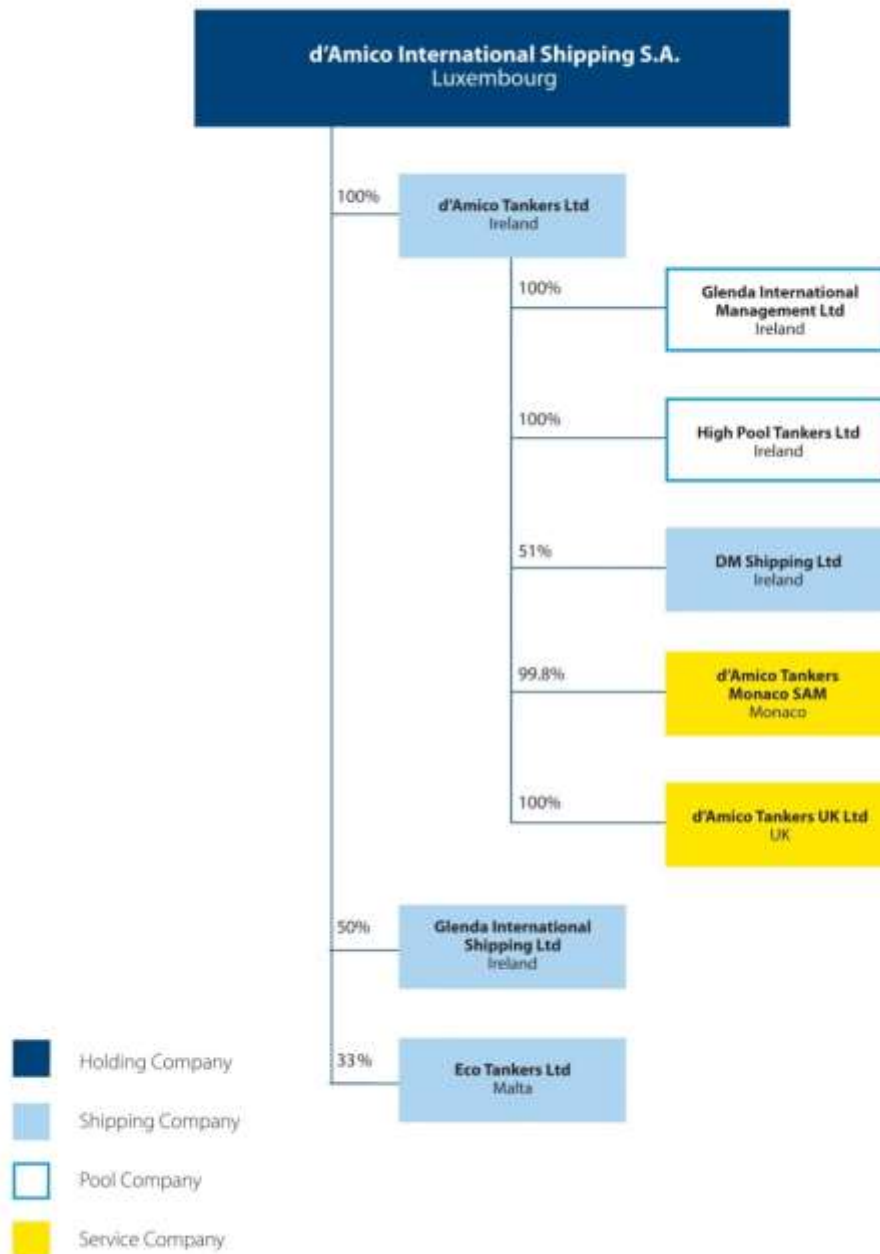 d'Amico International Shipping S.A.
Luxembourg
100%
d'Amico Tankers Ltd
Ireland
100%
Glenda International
Management Ltd
Ireland
100%
High Pool Tankers Ltd
Ireland
51%
DM Shipping Ltd
Ireland
99.8%
d'Amico Tankers
Monaco SAM
Monaco
100%
d'Amico Tankers UK Ltd
UK
50%
Glenda International
Shipping Ltd
Ireland
33%
Eco Tankers Ltd
Malta
Holding Company
Shipping Company
Pool Company
Service Company